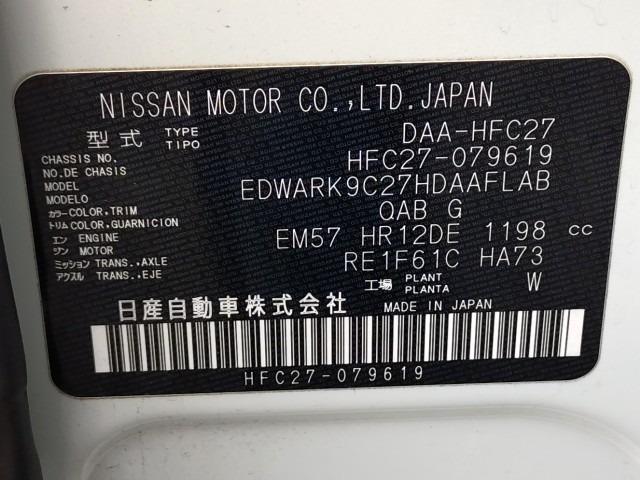 NISSAN MOTOR CO.,LTD.JAPAN
型式 TYPE TIPO DAA-HFC27
CHASSIS NO. NO.DE CHASIS HFC27-079619
MODEL MODELO EDWARK9C27HDAAFLAB
カラー COLOR,TRIM トリム COLOR,GUARNICION QAB G
エン ENGINE ジン MOTOR EM57 HR12DE 1198 cc
ミッション TRANS.,AXLE アクスル TRANS.,EJE RE1F61C HA73
工場 PLANT PLANTA W
日産自動車株式会社 MADE IN JAPAN
HFC27-079619